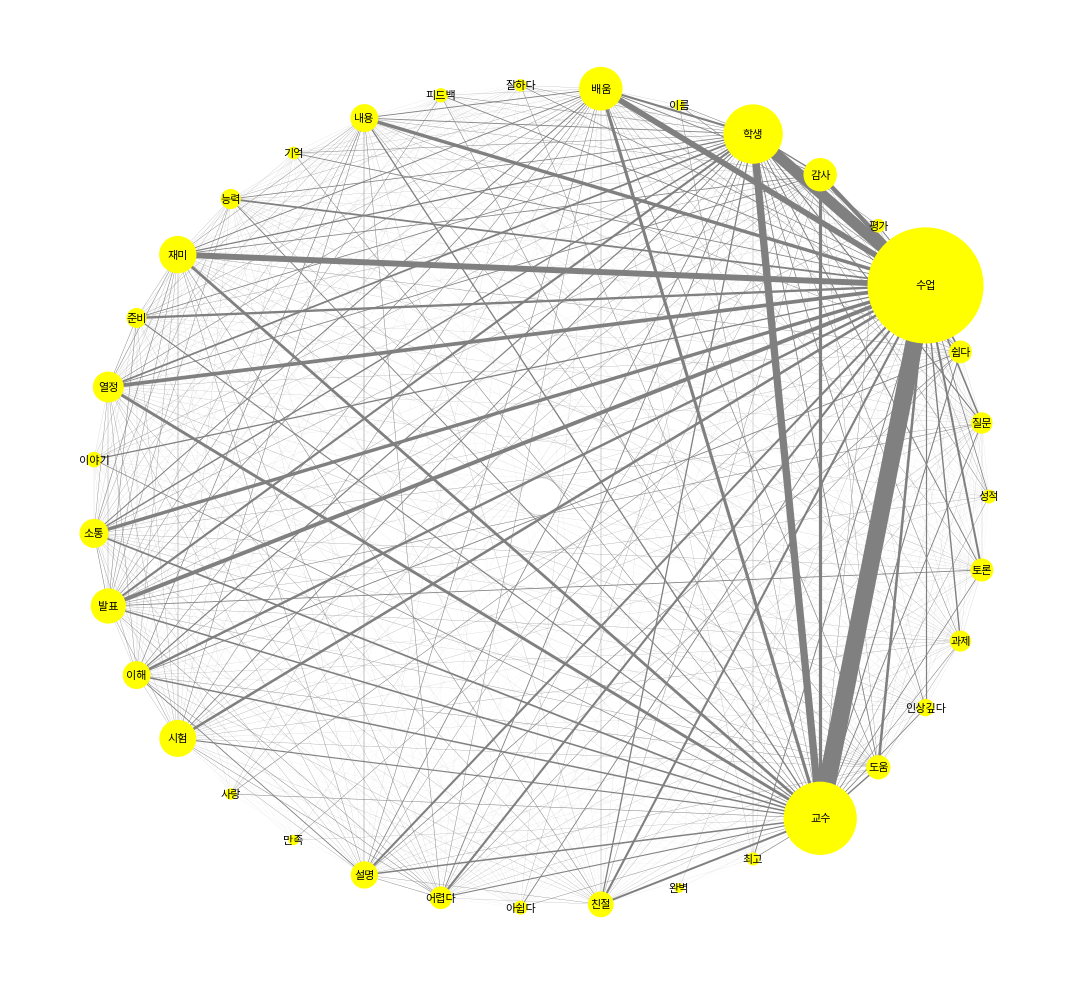 잘하다
배움
피드백
이름
내용
학생
기억
감사
능력
평가
재미
수업
준비
쉽다
열정
질문
이야기
성적
소통
토론
발표
과제
이해
인상깊다
시험
도움
사랑
교수
만족
최고
설명
완벽
어렵다
친절
아쉽다